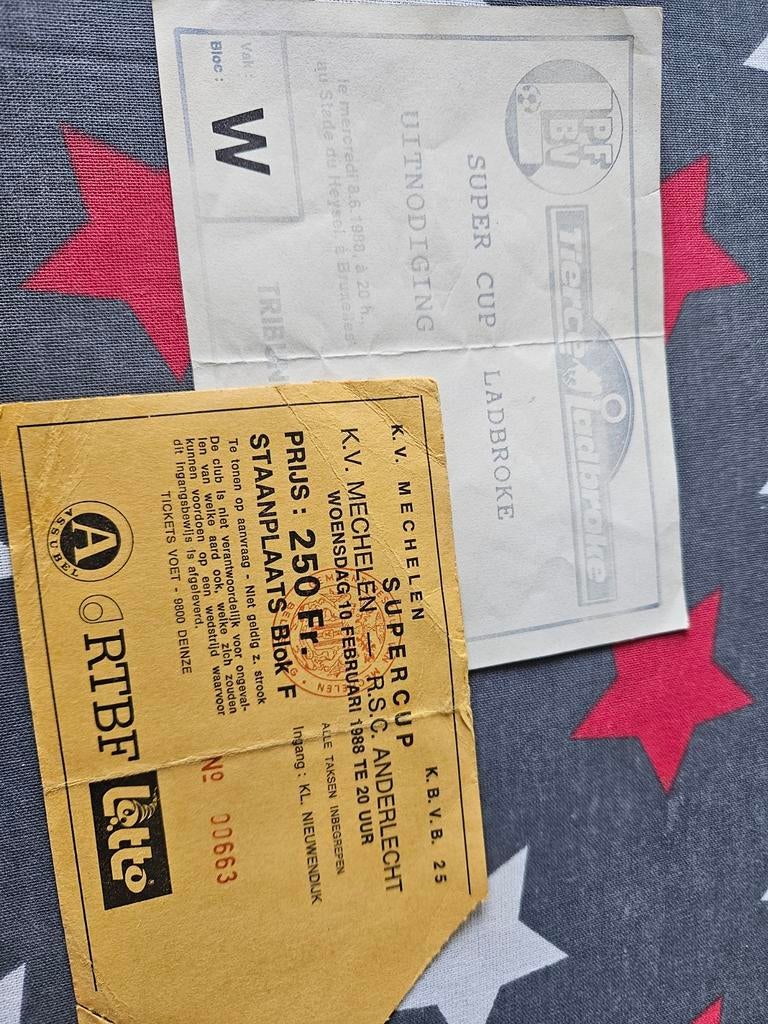 PF
BV
Tiercé Ladbroke
SUPER CUP LADBROKE
UITNODIGING
le mercredi 8.6.1988, à 20 h.
au Stade du Heysel à Bruxelles
Vak :
Bloc :
W
K.V. MECHELEN K.B.V.B. 25
SUPERCUP
K.V. MECHELEN — R.S.C. ANDERLECHT
WOENSDAG 10 FEBRUARI 1988 TE 20 UUR
ALLE TAKSEN INBEGREPEN
PRIJS : 250 Fr.
Ingang : KL. NIEUWENDIJK
STAANPLAATS Blok F
Te tonen op aanvraag - Niet geldig z. strook
De club is niet verantwoordelijk voor ongeval-
len van welke aard ook, welke zich zouden
kunnen voordoen op een wedstrijd waarvoor
dit ingangsbewijs is afgeleverd.
Nº 00663
TICKETS VOET - 9800 DEINZE
A
ASSUBEL
RTBF
Lotto